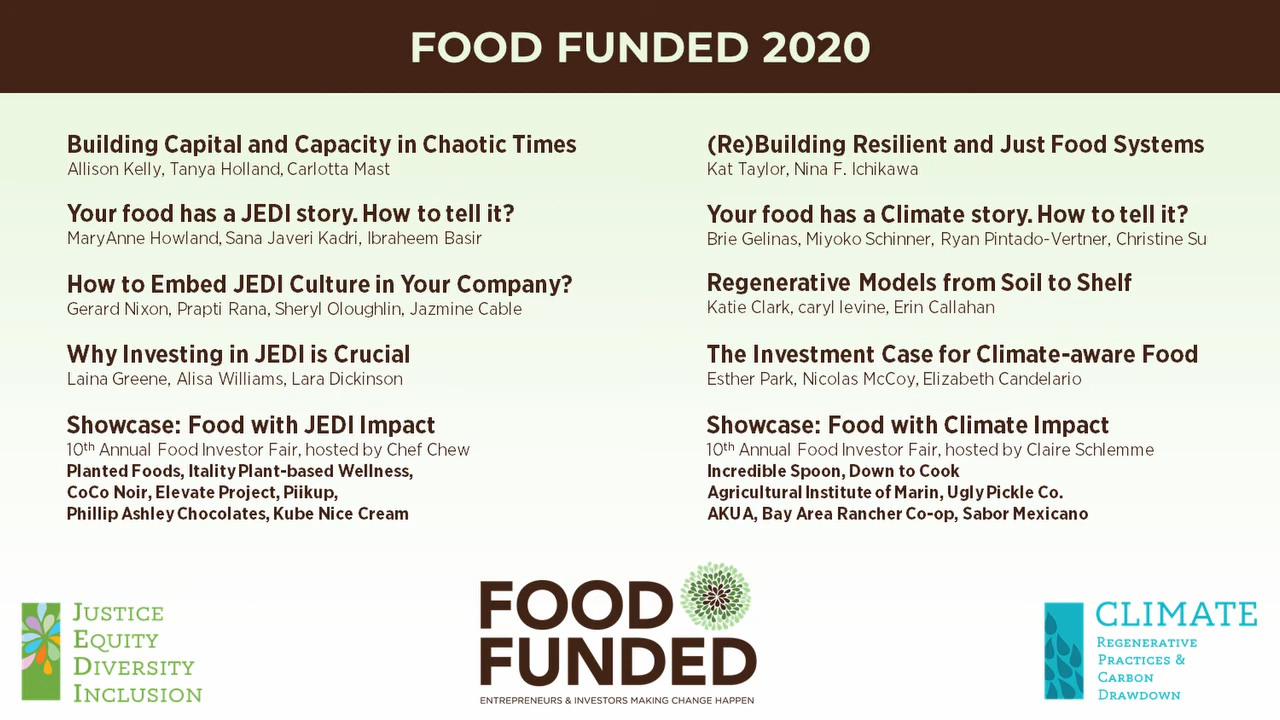 FOOD FUNDED 2020
Building Capital and Capacity in Chaotic Times
Allison Kelly, Tanya Holland, Carlotta Mast
Your food has a JEDI story. How to tell it?
MaryAnne Howland, Sana Javeri Kadri, Ibraheem Basir
How to Embed JEDI Culture in Your Company?
Gerard Nixon, Prapti Rana, Sheryl Oloughlin, Jazmine Cable
Why Investing in JEDI is Crucial
Laina Greene, Alisa Williams, Lara Dickinson
Showcase: Food with JEDI Impact
10th Annual Food Investor Fair, hosted by Chef Chew
Planted Foods, Itality Plant-based Wellness,
CoCo Noir, Elevate Project, Piikup,
Phillip Ashley Chocolates, Kube Nice Cream
(Re)Building Resilient and Just Food Systems
Kat Taylor, Nina F. Ichikawa
Your food has a Climate story. How to tell it?
Brie Gelinas, Miyoko Schinner, Ryan Pintado-Vertner, Christine Su
Regenerative Models from Soil to Shelf
Katie Clark, caryl levine, Erin Callahan
The Investment Case for Climate-aware Food
Esther Park, Nicolas McCoy, Elizabeth Candelario
Showcase: Food with Climate Impact
10th Annual Food Investor Fair, hosted by Claire Schlemme
Incredible Spoon, Down to Cook
Agricultural Institute of Marin, Ugly Pickle Co.
AKUA, Bay Area Rancher Co-op, Sabor Mexicano
JUSTICE
EQUITY
DIVERSITY
INCLUSION
FOOD
FUNDED
ENTREPRENEURS & INVESTORS MAKING CHANGE HAPPEN
CLIMATE
REGENERATIVE
PRACTICES &
CARBON
DRAWDOWN